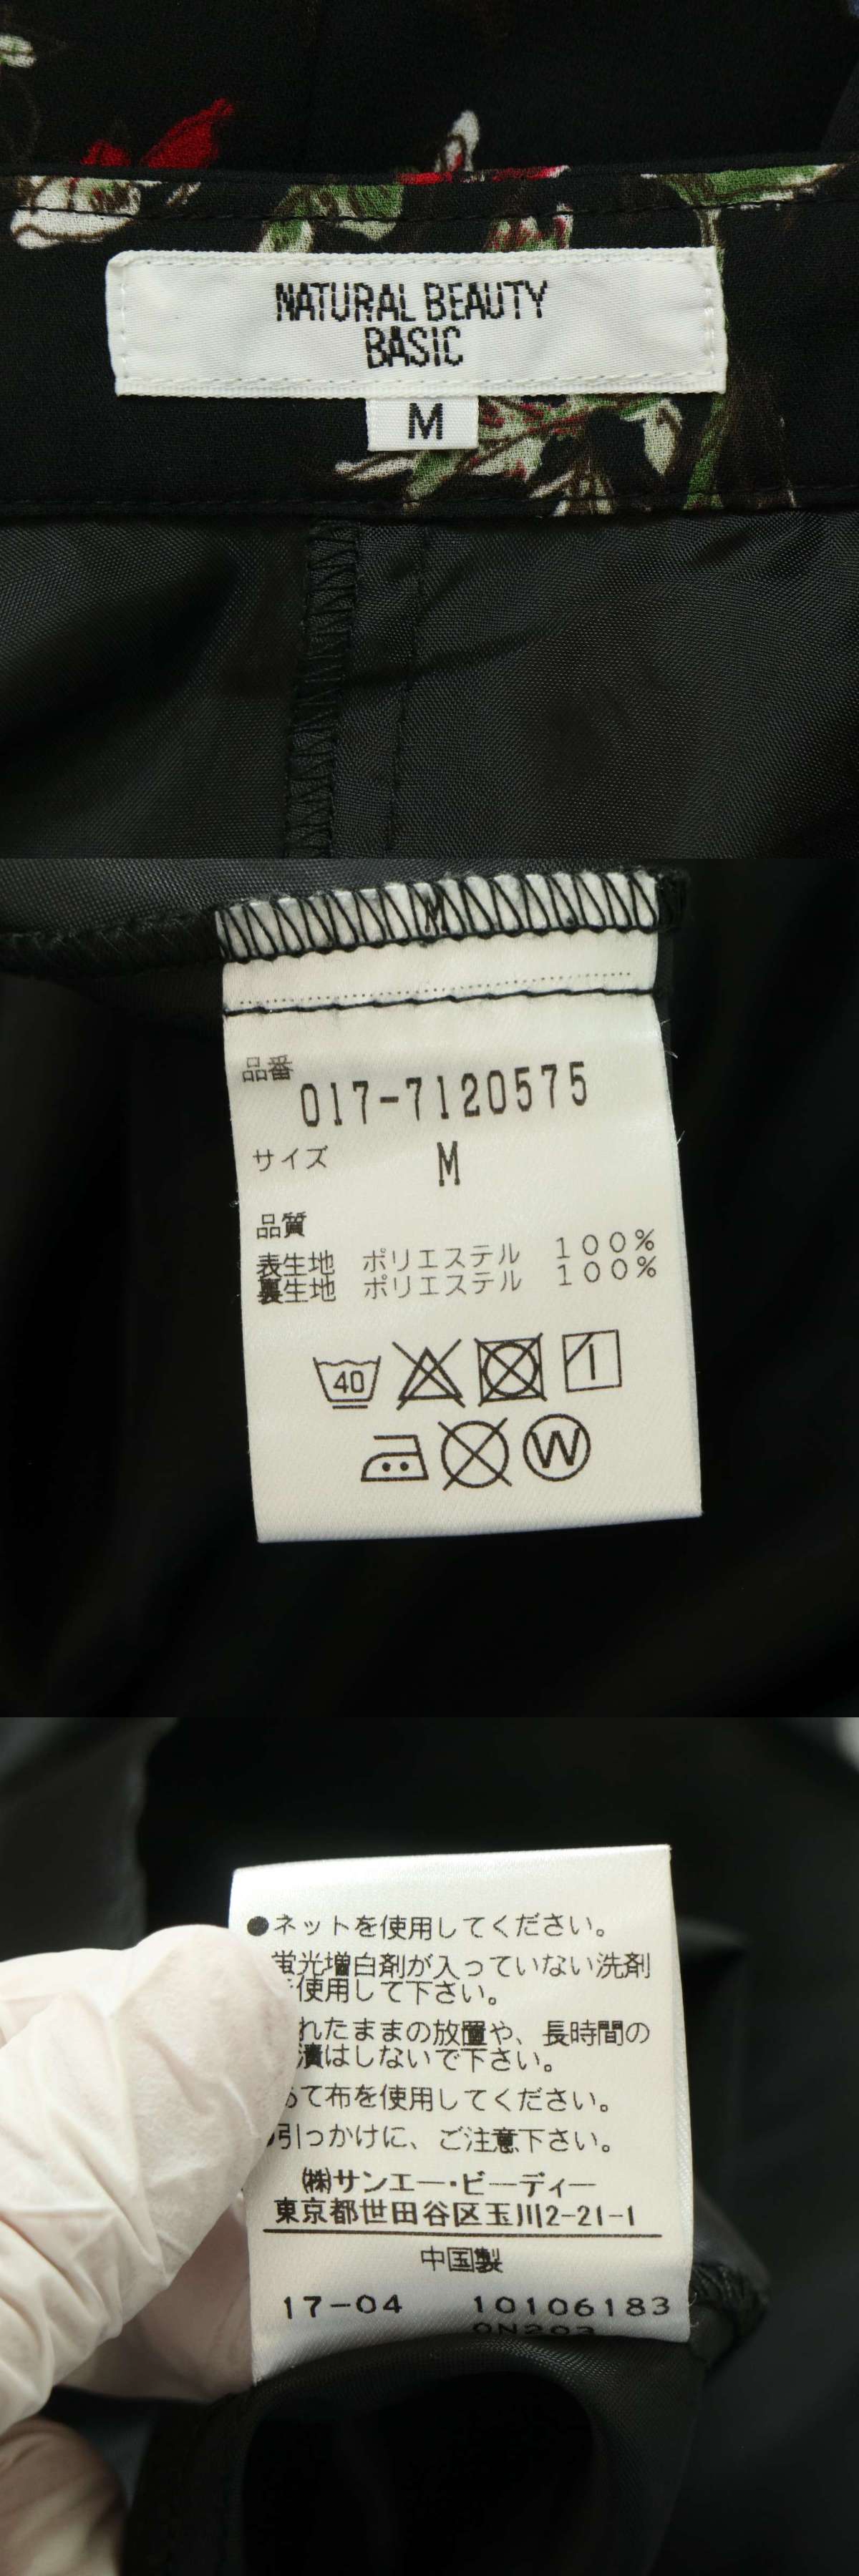 NATURAL BEAUTY
BASIC
M
M
品番
017-7120575
サイズ M
品質
表生地 ポリエステル 100%
裏生地 ポリエステル 100%
40
W
●ネットを使用してください。
蛍光増白剤が入っていない洗剤
使用して下さい。
れたままの放置や、長時間の
漬はしないで下さい。
て布を使用してください。
引っかけに、ご注意下さい。
㈱サンエー・ビーディー
東京都世田谷区玉川2-21-1
中国製
17-04 10106183
0N203